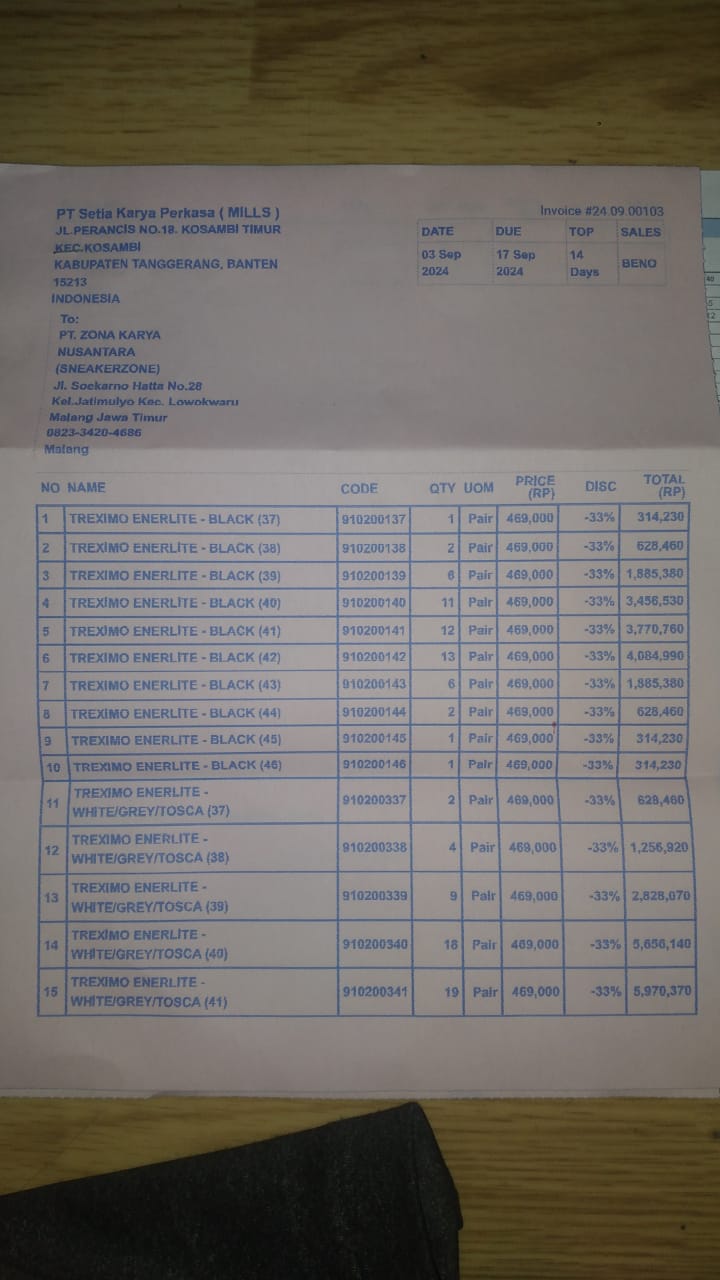 PT Setia Karya Perkasa ( MILLS )
JL.PERANCIS NO.18. KOSAMBI TIMUR
KEC.KOSAMBI
KABUPATEN TANGGERANG, BANTEN
15213
INDONESIA
Invoice #24.09.00103
DATE DUE TOP SALES
03 Sep 2024 17 Sep 2024 14 Days BENO
To:
PT. ZONA KARYA
NUSANTARA
(SNEAKERZONE)
Jl. Soekarno Hatta No.28
Kel.Jatimulyo Kec. Lowokwaru
Malang Jawa Timur
0823-3420-4686
Malang
NO NAME CODE QTY UOM PRICE (RP) DISC TOTAL (RP)
1 TREXIMO ENERLITE - BLACK (37) 910200137 1 Pair 469,000 -33% 314,230
2 TREXIMO ENERLITE - BLACK (38) 910200138 2 Pair 469,000 -33% 628,460
3 TREXIMO ENERLITE - BLACK (39) 910200139 6 Pair 469,000 -33% 1,885,380
4 TREXIMO ENERLITE - BLACK (40) 910200140 11 Pair 469,000 -33% 3,456,530
5 TREXIMO ENERLITE - BLACK (41) 910200141 12 Pair 469,000 -33% 3,770,760
6 TREXIMO ENERLITE - BLACK (42) 910200142 13 Pair 469,000 -33% 4,084,990
7 TREXIMO ENERLITE - BLACK (43) 910200143 6 Pair 469,000 -33% 1,885,380
8 TREXIMO ENERLITE - BLACK (44) 910200144 2 Pair 469,000 -33% 628,460
9 TREXIMO ENERLITE - BLACK (45) 910200145 1 Pair 469,000 -33% 314,230
10 TREXIMO ENERLITE - BLACK (46) 910200146 1 Pair 469,000 -33% 314,230
11 TREXIMO ENERLITE - WHITE/GREY/TOSCA (37) 910200337 2 Pair 469,000 -33% 628,460
12 TREXIMO ENERLITE - WHITE/GREY/TOSCA (38) 910200338 4 Pair 469,000 -33% 1,256,920
13 TREXIMO ENERLITE - WHITE/GREY/TOSCA (39) 910200339 9 Pair 469,000 -33% 2,828,070
14 TREXIMO ENERLITE - WHITE/GREY/TOSCA (40) 910200340 18 Pair 469,000 -33% 5,656,140
15 TREXIMO ENERLITE - WHITE/GREY/TOSCA (41) 910200341 19 Pair 469,000 -33% 5,970,370